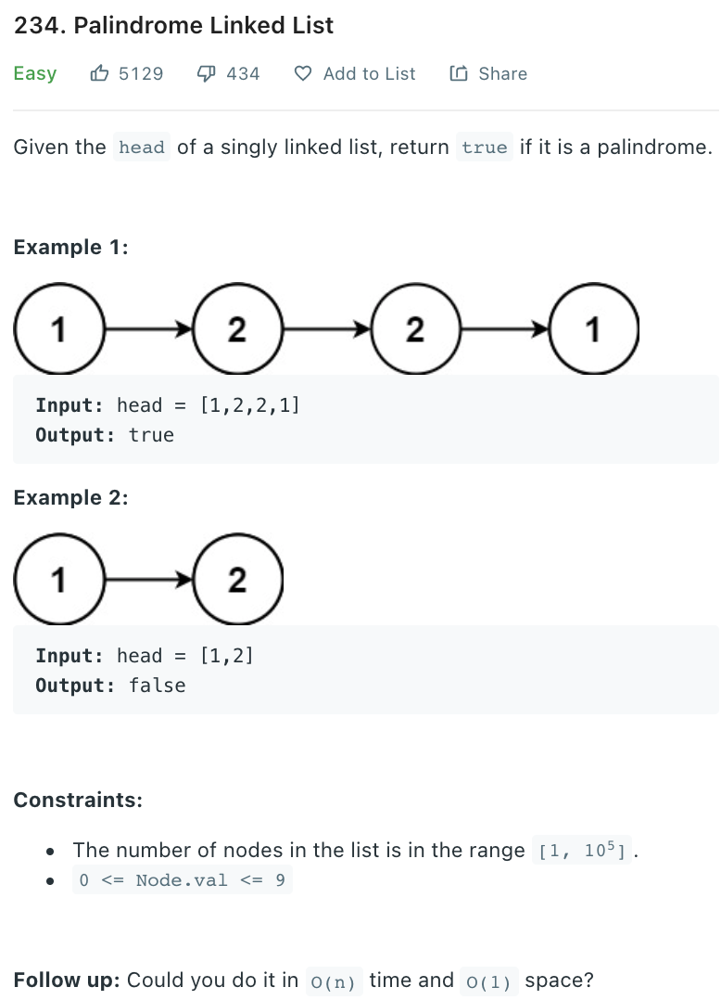 234. Palindrome Linked List
Easy 5129 434 Add to List Share
Given the head of a singly linked list, return true if it is a palindrome.
Example 1:
1 2 2 1
Input: head = [1,2,2,1]
Output: true
Example 2:
1 2
Input: head = [1,2]
Output: false
Constraints:
• The number of nodes in the list is in the range [1, 10⁵].
• 0 <= Node.val <= 9
Follow up: Could you do it in O(n) time and O(1) space?